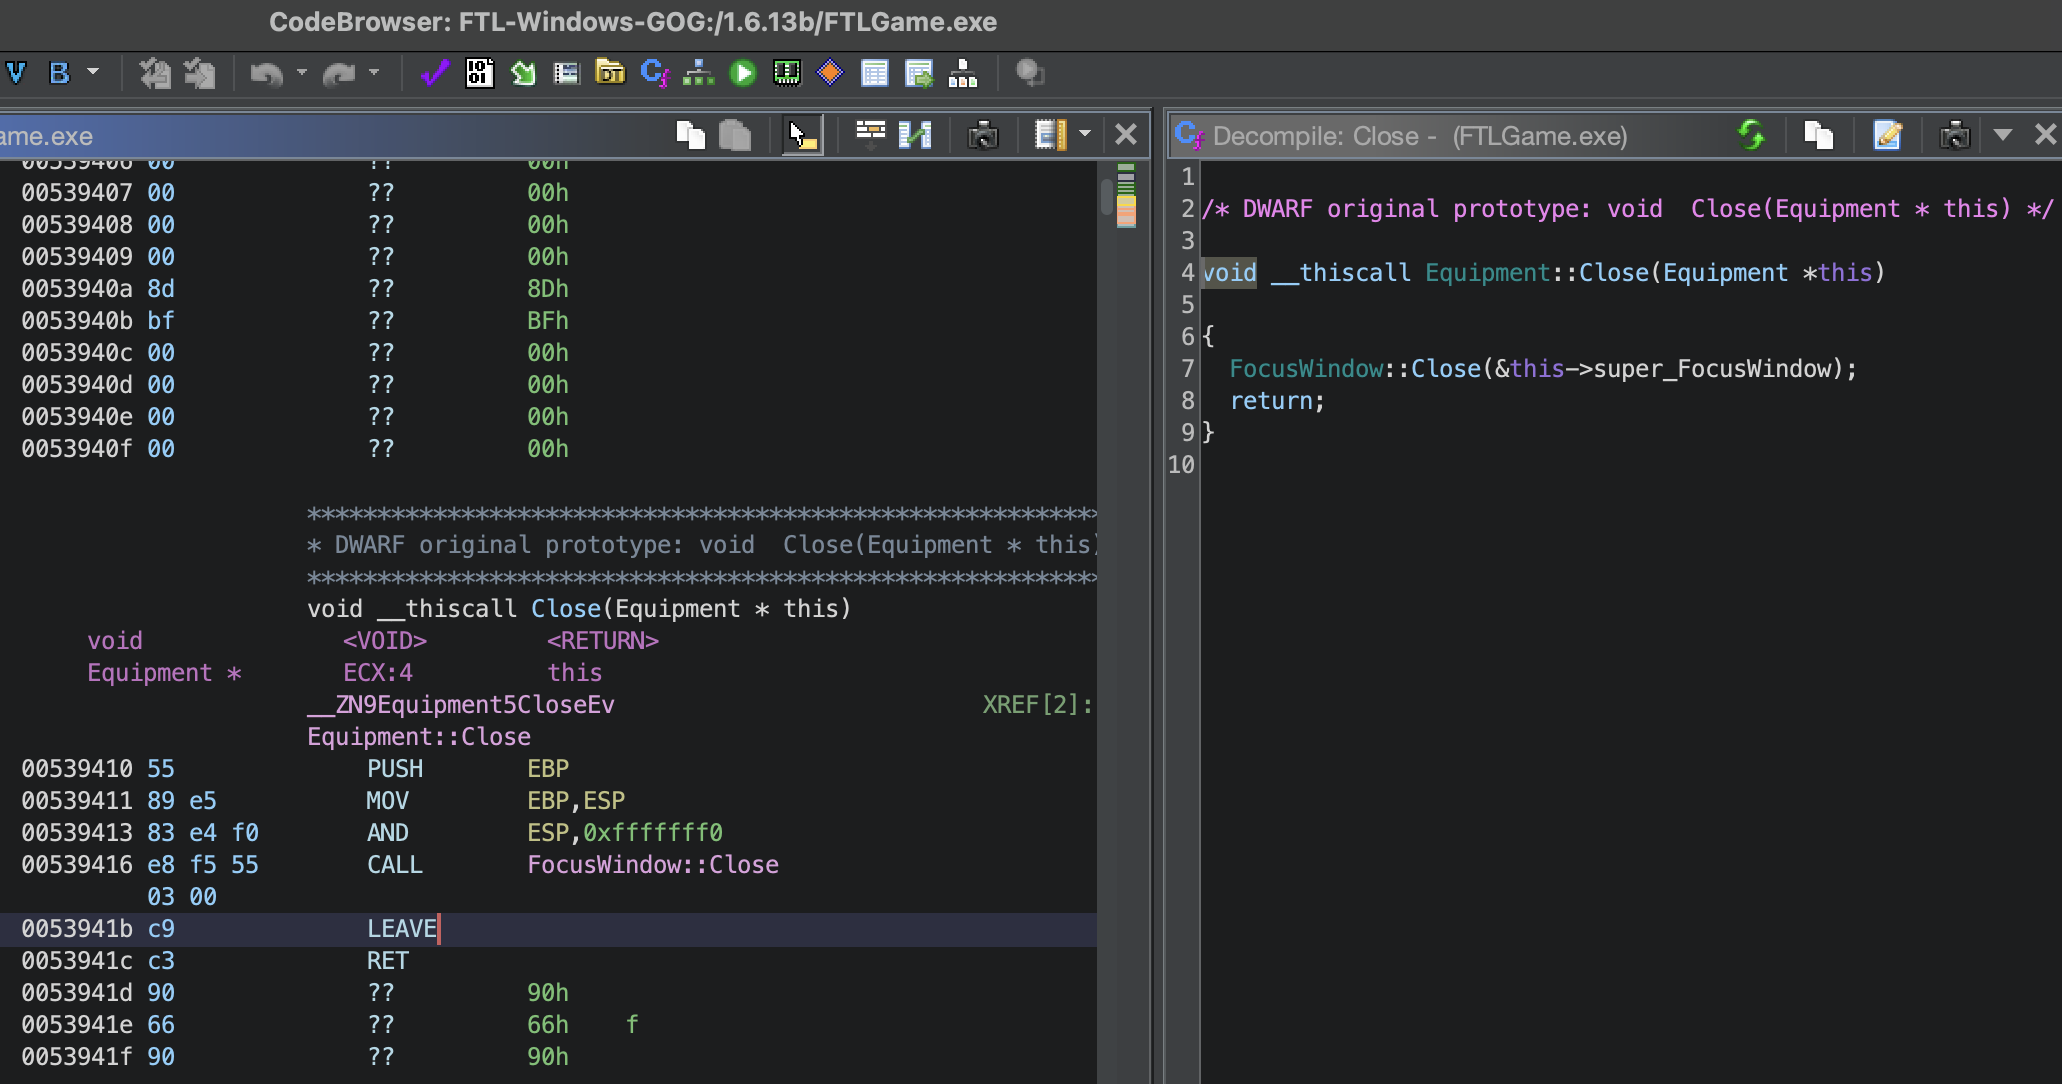 CodeBrowser: FTL-Windows-GOG:/1.6.13b/FTLGame.exe
V B
ame.exe
Decompile: Close - (FTLGame.exe)
00539406 00 ?? 00h
00539407 00 ?? 00h
00539408 00 ?? 00h
00539409 00 ?? 00h
0053940a 8d ?? 8Dh
0053940b bf ?? BFh
0053940c 00 ?? 00h
0053940d 00 ?? 00h
0053940e 00 ?? 00h
0053940f 00 ?? 00h
*********************************************************
* DWARF original prototype: void  Close(Equipment * this)
*********************************************************
void __thiscall Close(Equipment * this)
void <VOID> <RETURN>
Equipment * ECX:4 this
__ZN9Equipment5CloseEv XREF[2]:
Equipment::Close
00539410 55 PUSH EBP
00539411 89 e5 MOV EBP,ESP
00539413 83 e4 f0 AND ESP,0xfffffff0
00539416 e8 f5 55 CALL FocusWindow::Close
03 00
0053941b c9 LEAVE
0053941c c3 RET
0053941d 90 ?? 90h
0053941e 66 ?? 66h f
0053941f 90 ?? 90h
1
2 /* DWARF original prototype: void  Close(Equipment * this) */
3
4 void __thiscall Equipment::Close(Equipment *this)
5
6 {
7 FocusWindow::Close(&this->super_FocusWindow);
8 return;
9 }
10